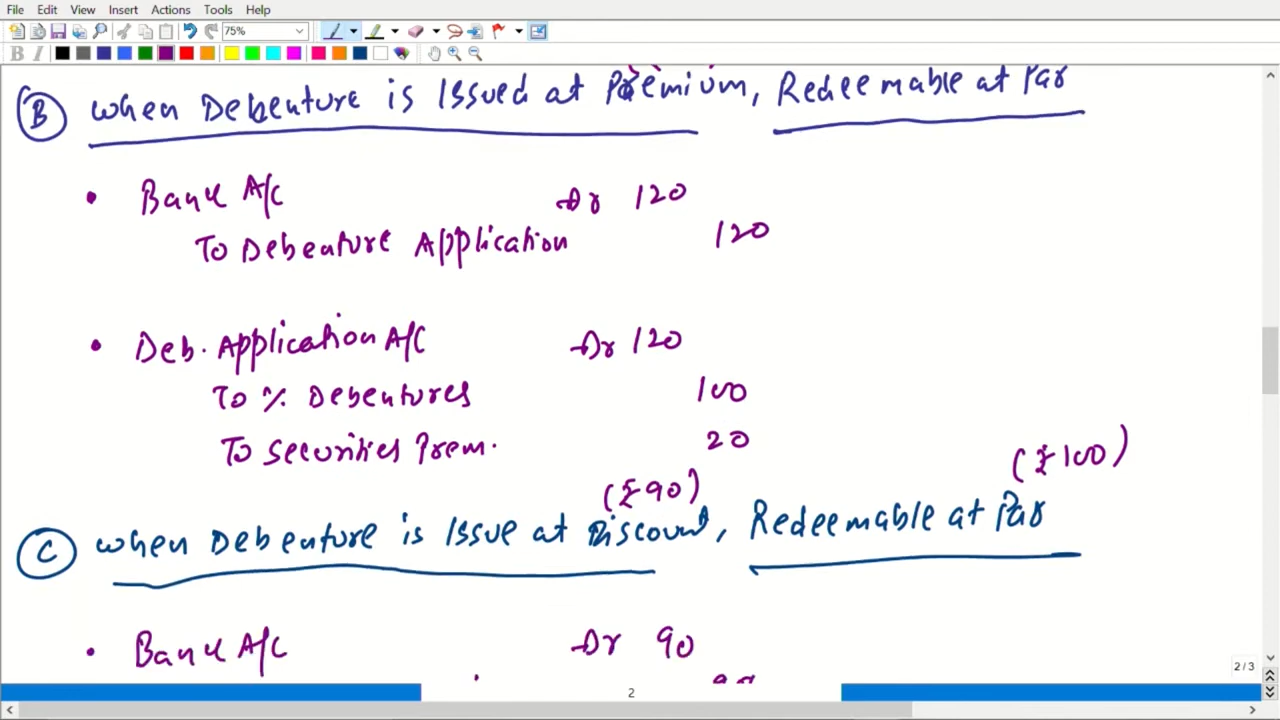 File Edit View Insert Actions Tools Help
75%
B I
(B) When Debenture is Issued at Premium, Redeemable at Par
• Bank A/c Dr 120
To Debenture Application 120
• Deb. Application A/c Dr 120
To % Debentures 100
To Securities Prem. 20
(₹90) (₹100)
(C) When Debenture is Issue at Discount, Redeemable at Par
• Bank A/c Dr 90
2 / 3
2